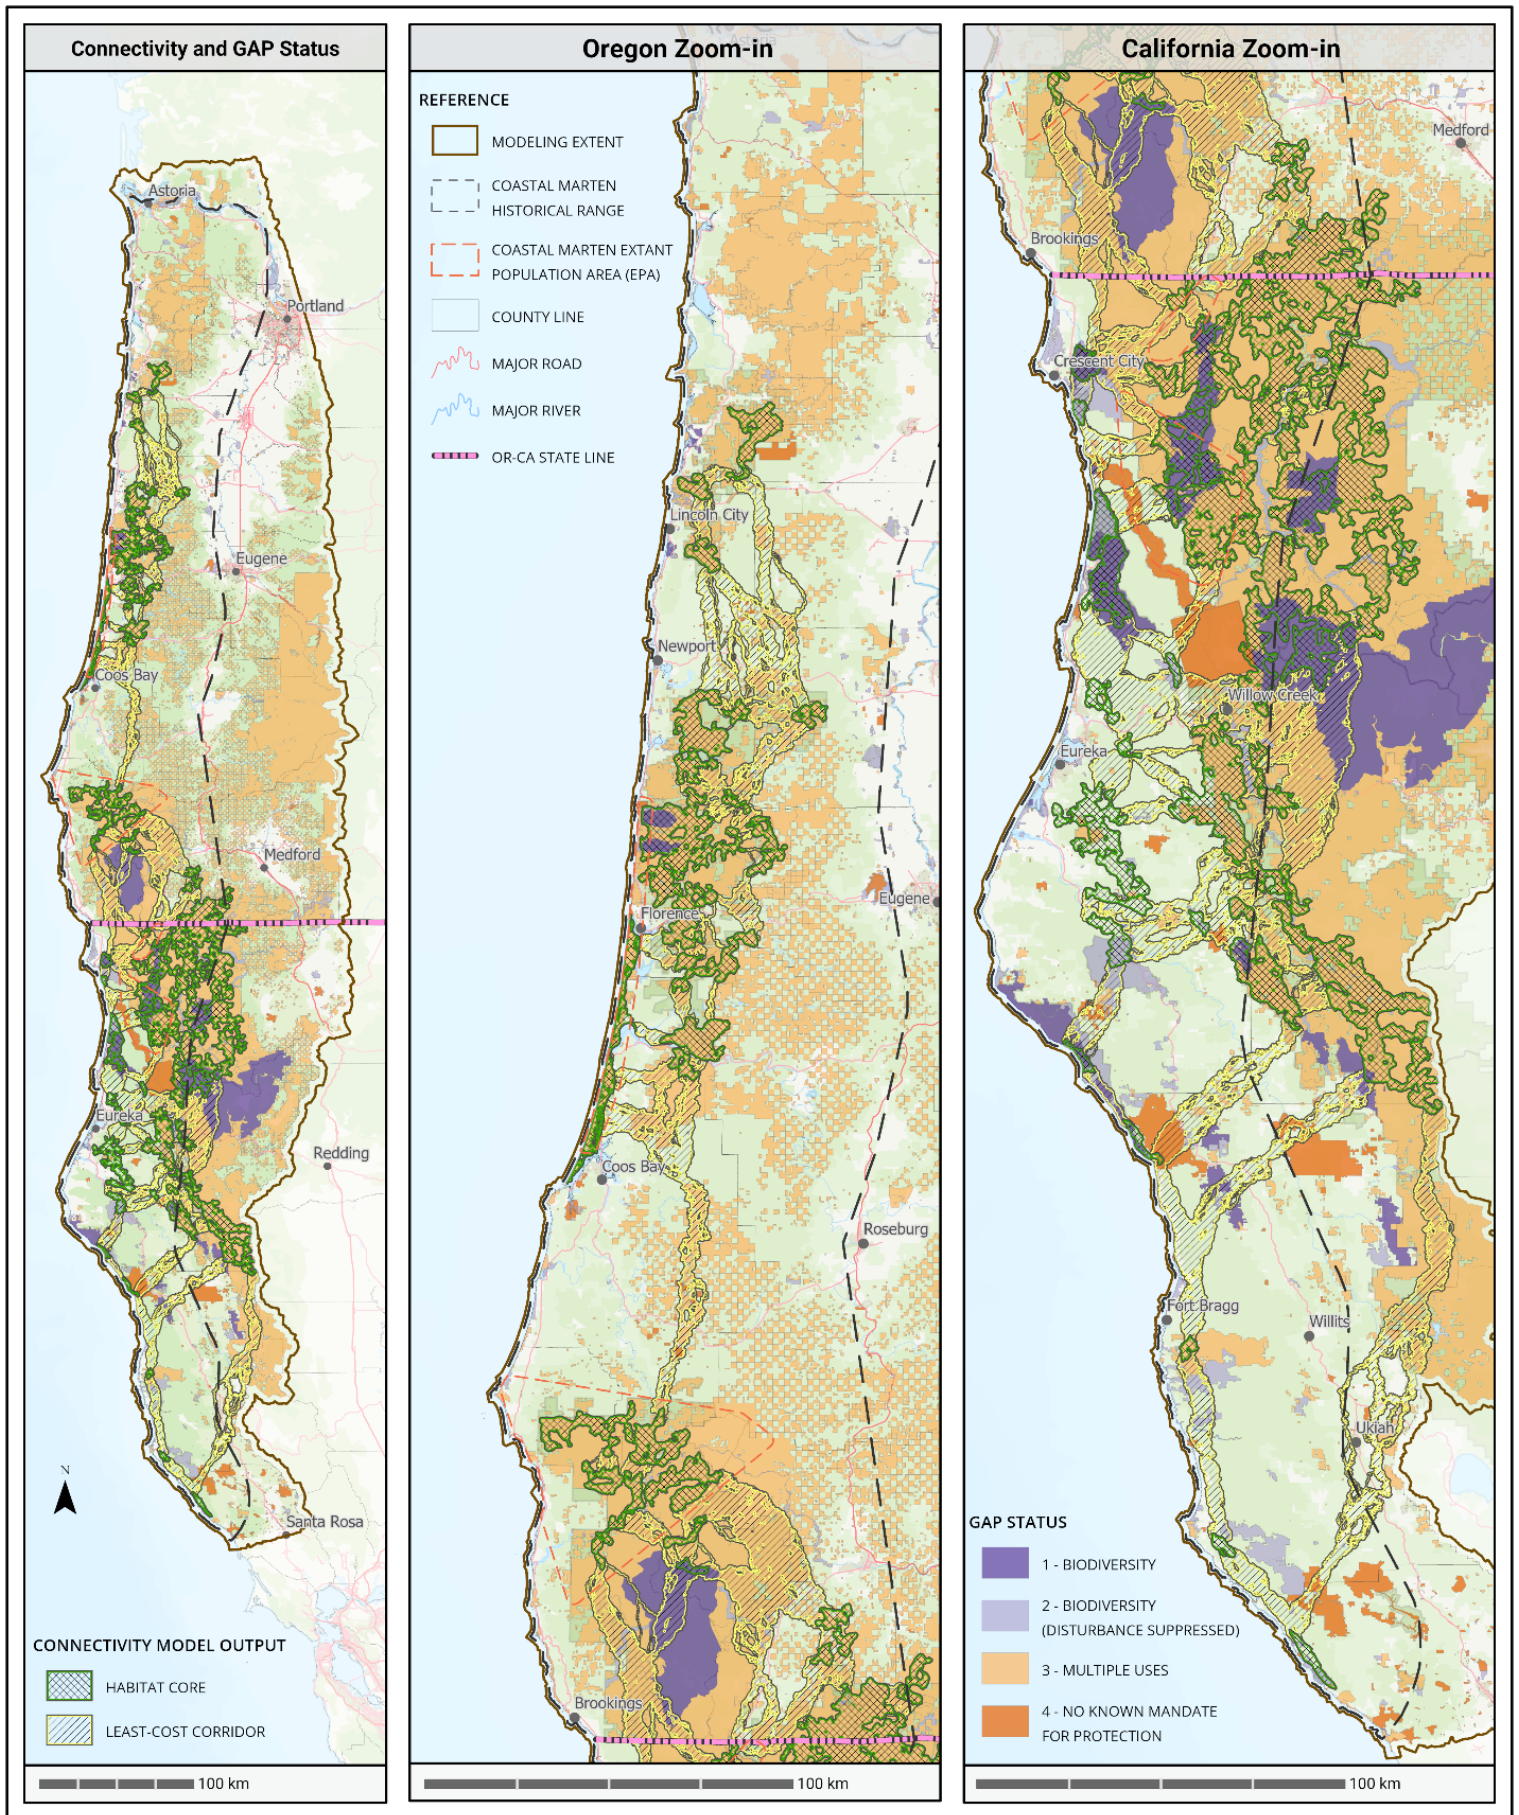 Connectivity and GAP Status
Astoria
Portland
Eugene
Coos Bay
Medford
Eureka
Redding
N
Santa Rosa
CONNECTIVITY MODEL OUTPUT
HABITAT CORE
LEAST-COST CORRIDOR
100 km
Oregon Zoom-in
Astoria
REFERENCE
MODELING EXTENT
COASTAL MARTEN
HISTORICAL RANGE
COASTAL MARTEN EXTANT
POPULATION AREA (EPA)
COUNTY LINE
MAJOR ROAD
MAJOR RIVER
OR-CA STATE LINE
Lincoln City
Newport
Eugene
Florence
Coos Bay
Roseburg
Brookings
100 km
California Zoom-in
Medford
Brookings
Crescent City
Willow Creek
Eureka
Fort Bragg
Willits
Ukiah
GAP STATUS
1 - BIODIVERSITY
2 - BIODIVERSITY
(DISTURBANCE SUPPRESSED)
3 - MULTIPLE USES
4 - NO KNOWN MANDATE
FOR PROTECTION
100 km